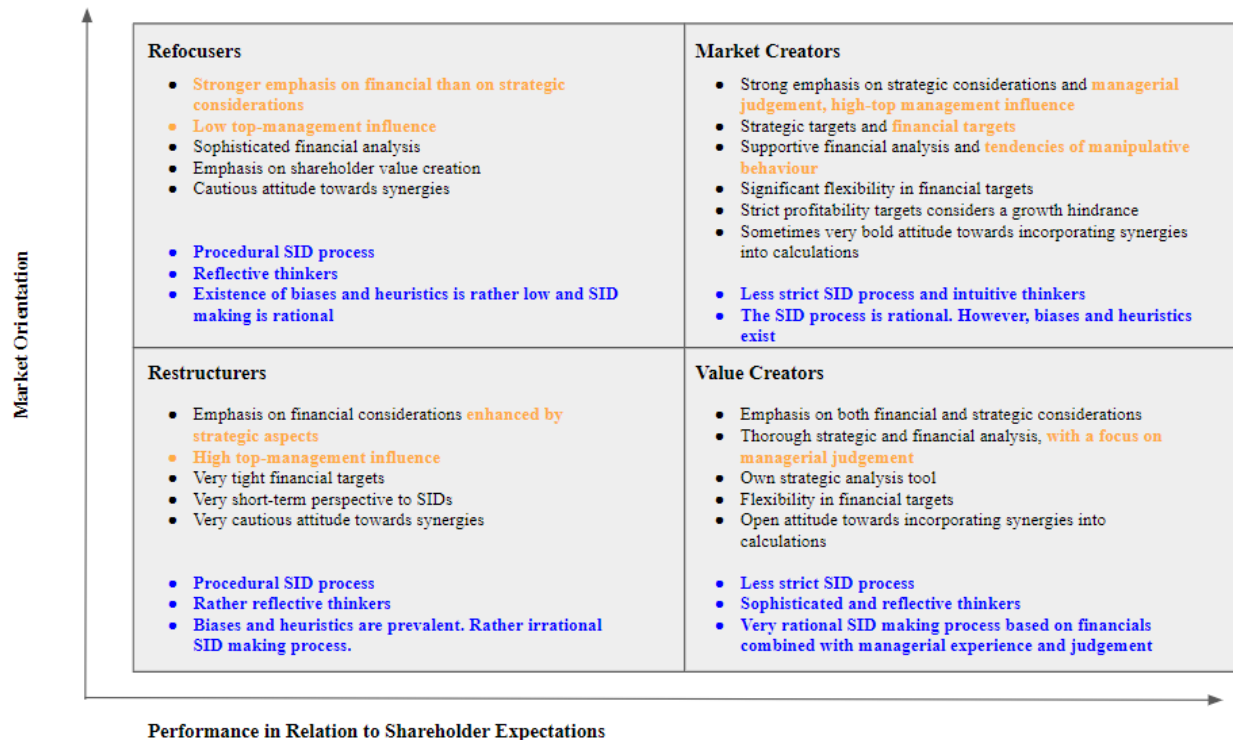 Market Orientation
Refocusers
● Stronger emphasis on financial than on strategic
considerations
● Low top-management influence
● Sophisticated financial analysis
● Emphasis on shareholder value creation
● Cautious attitude towards synergies
● Procedural SID process
● Reflective thinkers
● Existence of biases and heuristics is rather low and SID
making is rational
Market Creators
● Strong emphasis on strategic considerations and managerial
judgement, high-top management influence
● Strategic targets and financial targets
● Supportive financial analysis and tendencies of manipulative
behaviour
● Significant flexibility in financial targets
● Strict profitability targets considers a growth hindrance
● Sometimes very bold attitude towards incorporating synergies
into calculations
● Less strict SID process and intuitive thinkers
● The SID process is rational. However, biases and heuristics
exist
Restructurers
● Emphasis on financial considerations enhanced by
strategic aspects
● High top-management influence
● Very tight financial targets
● Very short-term perspective to SIDs
● Very cautious attitude towards synergies
● Procedural SID process
● Rather reflective thinkers
● Biases and heuristics are prevalent. Rather irrational
SID making process.
Value Creators
● Emphasis on both financial and strategic considerations
● Thorough strategic and financial analysis, with a focus on
managerial judgement
● Own strategic analysis tool
● Flexibility in financial targets
● Open attitude towards incorporating synergies into
calculations
● Less strict SID process
● Sophisticated and reflective thinkers
● Very rational SID making process based on financials
combined with managerial experience and judgement
Performance in Relation to Shareholder Expectations